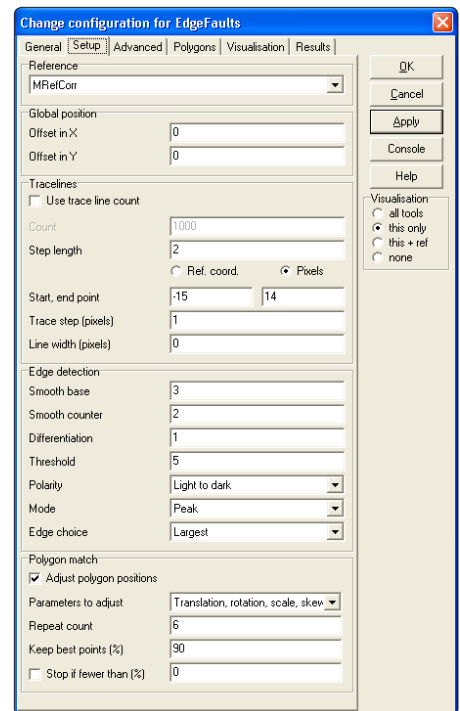 Change configuration for EdgeFaults
General Setup Advanced Polygons Visualisation Results
Reference
MRefCorr
Global position
Offset in X 0
Offset in Y 0
Tracelines
Use trace line count
Count 1000
Step length 2
Ref. coord. Pixels
Start, end point -15 14
Trace step (pixels) 1
Line width (pixels) 0
Edge detection
Smooth base 3
Smooth counter 2
Differentiation 1
Threshold 5
Polarity Light to dark
Mode Peak
Edge choice Largest
Polygon match
Adjust polygon positions
Parameters to adjust Translation, rotation, scale, skew
Repeat count 6
Keep best points (%) 90
Stop if fewer than (%) 0
OK
Cancel
Apply
Console
Help
Visualisation
all tools
this only
this + ref
none